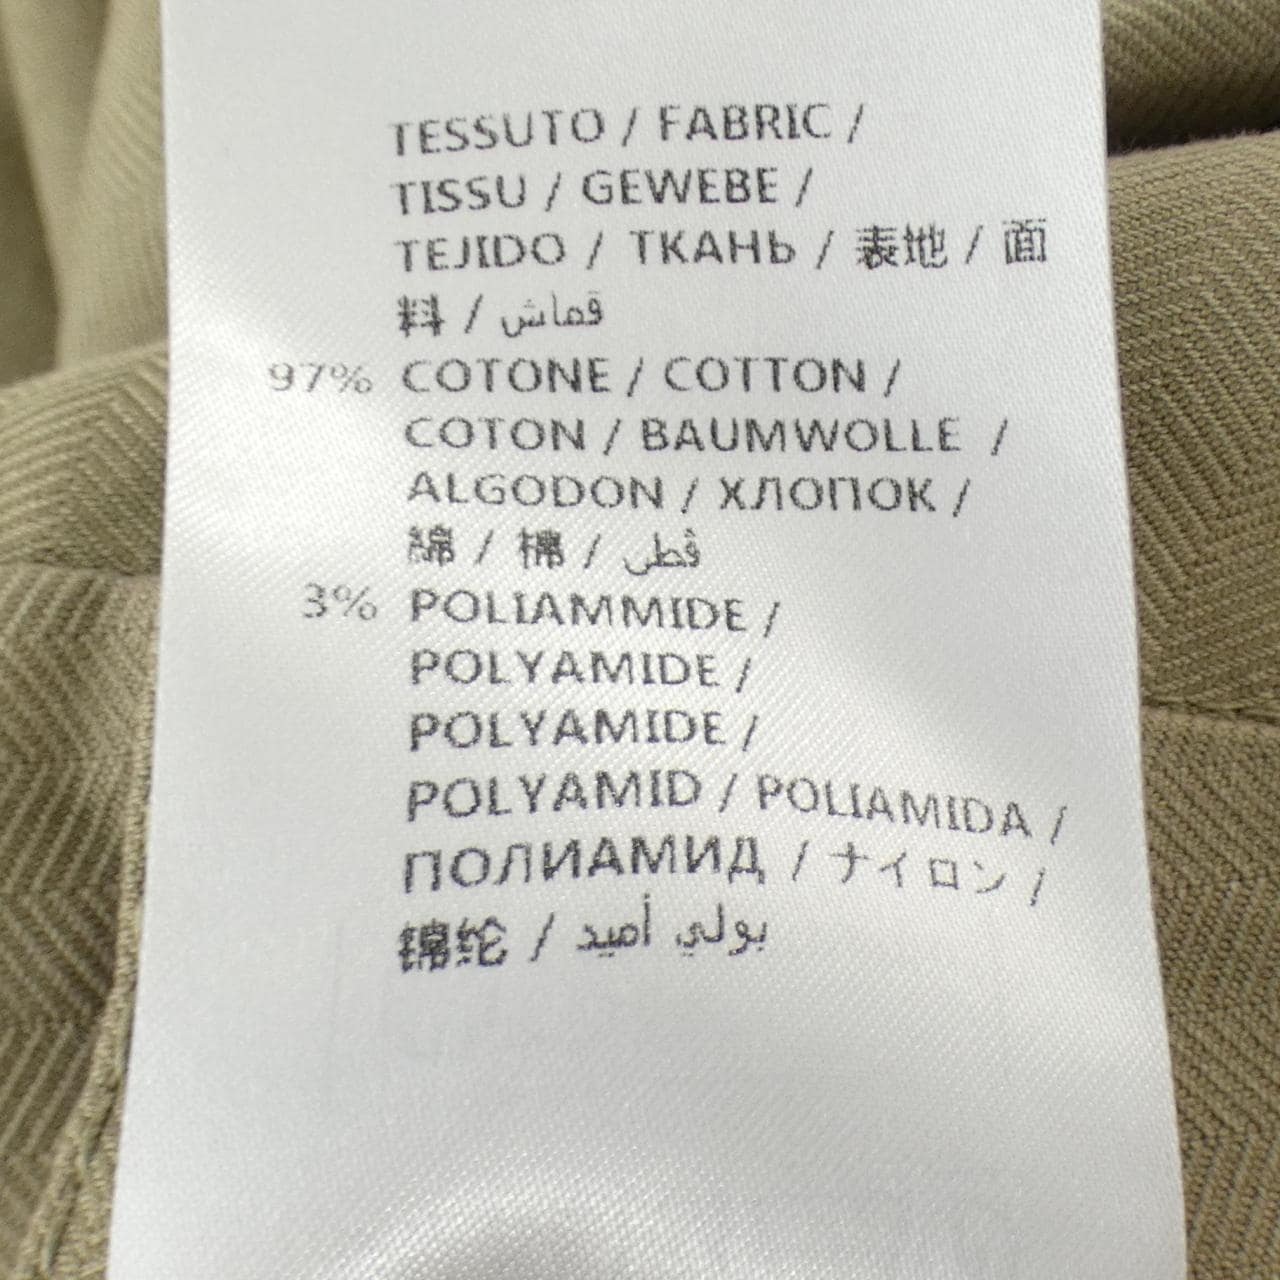 TESSUTO / FABRIC /
TISSU / GEWEBE /
TEJIDO / ТКАНЬ / 表地 / 面
料 / قماش
97% COTONE / COTTON /
COTON / BAUMWOLLE /
ALGODON / ХЛОПОК /
綿 / 棉 / قطن
3% POLIAMMIDE /
POLYAMIDE /
POLYAMIDE /
POLYAMID / POLIAMIDA /
ПОЛИАМИД / ナイロン /
锦纶 / بولي أميد